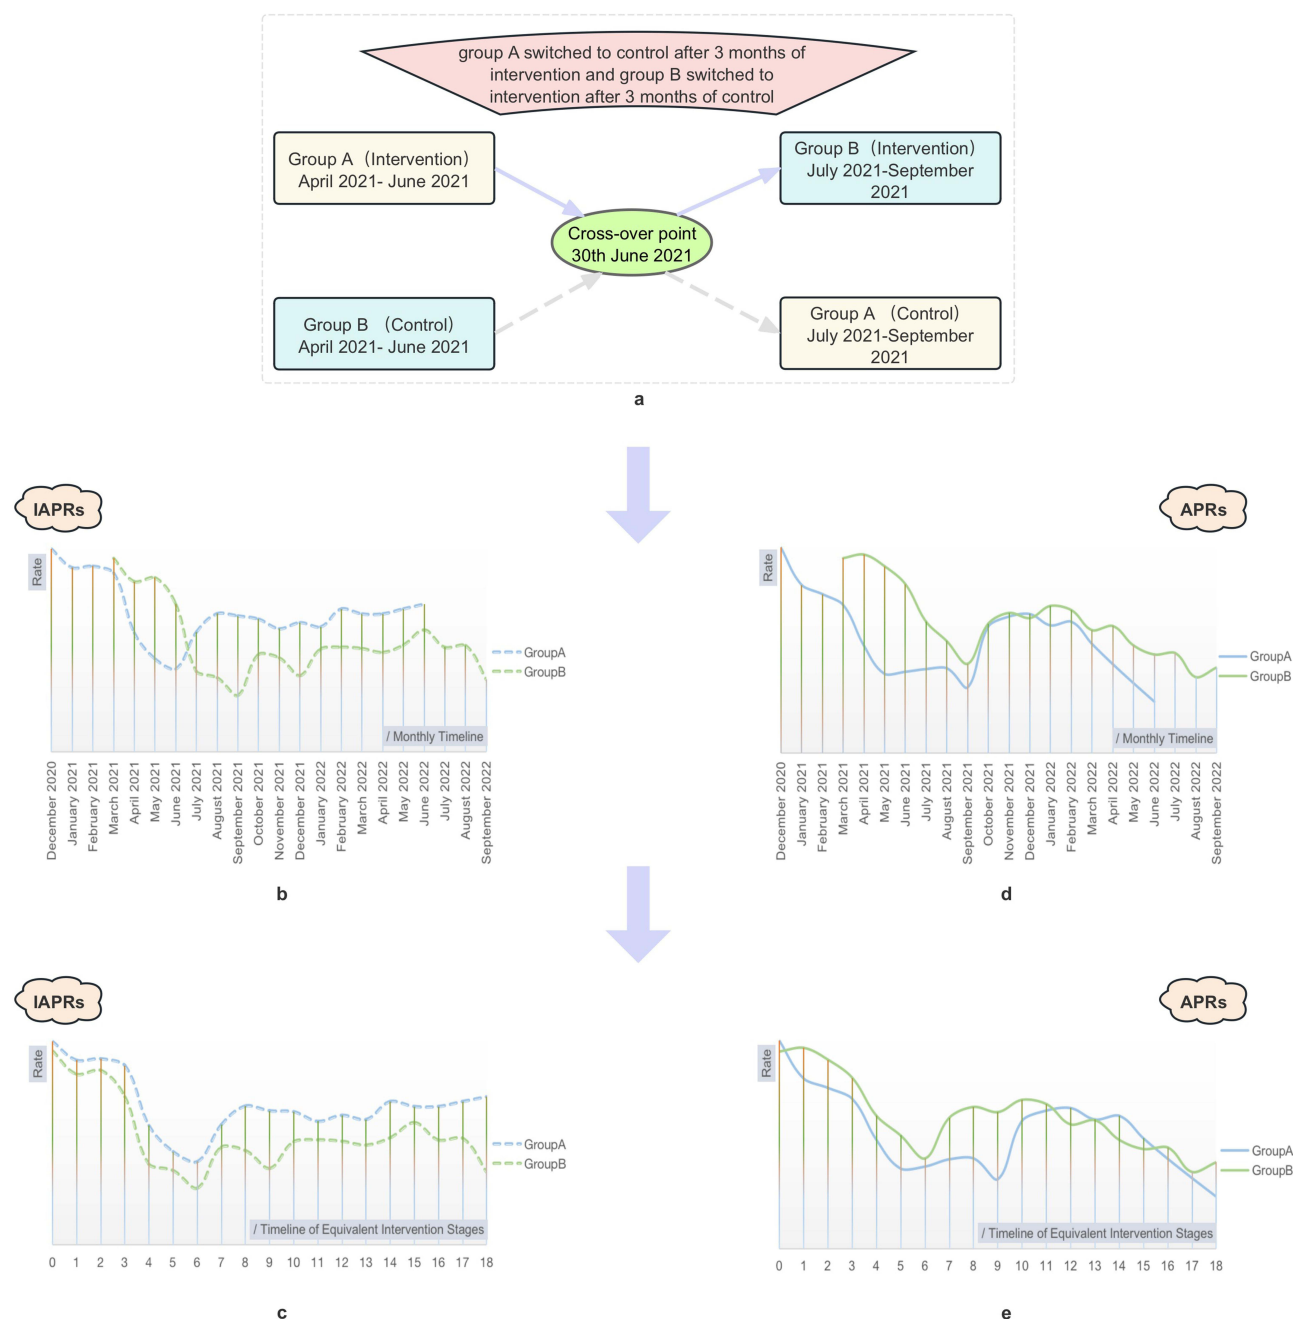 group A switched to control after 3 months of
intervention and group B switched to
intervention after 3 months of control
Group A（Intervention）
April 2021- June 2021
Group B（Intervention）
July 2021-September
2021
Cross-over point
30th June 2021
Group B （Control）
April 2021- June 2021
Group A （Control）
July 2021-September
2021
a
IAPRs
Rate
GroupA
GroupB
/ Monthly Timeline
December 2020
January 2021
February 2021
March 2021
April 2021
May 2021
June 2021
July 2021
August 2021
September 2021
October 2021
November 2021
December 2021
January 2022
February 2022
March 2022
April 2022
May 2022
June 2022
July 2022
August 2022
September 2022
b
APRs
Rate
GroupA
GroupB
/ Monthly Timeline
December 2020
January 2021
February 2021
March 2021
April 2021
May 2021
June 2021
July 2021
August 2021
September 2021
October 2021
November 2021
December 2021
January 2022
February 2022
March 2022
April 2022
May 2022
June 2022
July 2022
August 2022
September 2022
d
IAPRs
Rate
GroupA
GroupB
/ Timeline of Equivalent Intervention Stages
0 1 2 3 4 5 6 7 8 9 10 11 12 13 14 15 16 17 18
c
APRs
Rate
GroupA
GroupB
/ Timeline of Equivalent Intervention Stages
0 1 2 3 4 5 6 7 8 9 10 11 12 13 14 15 16 17 18
e